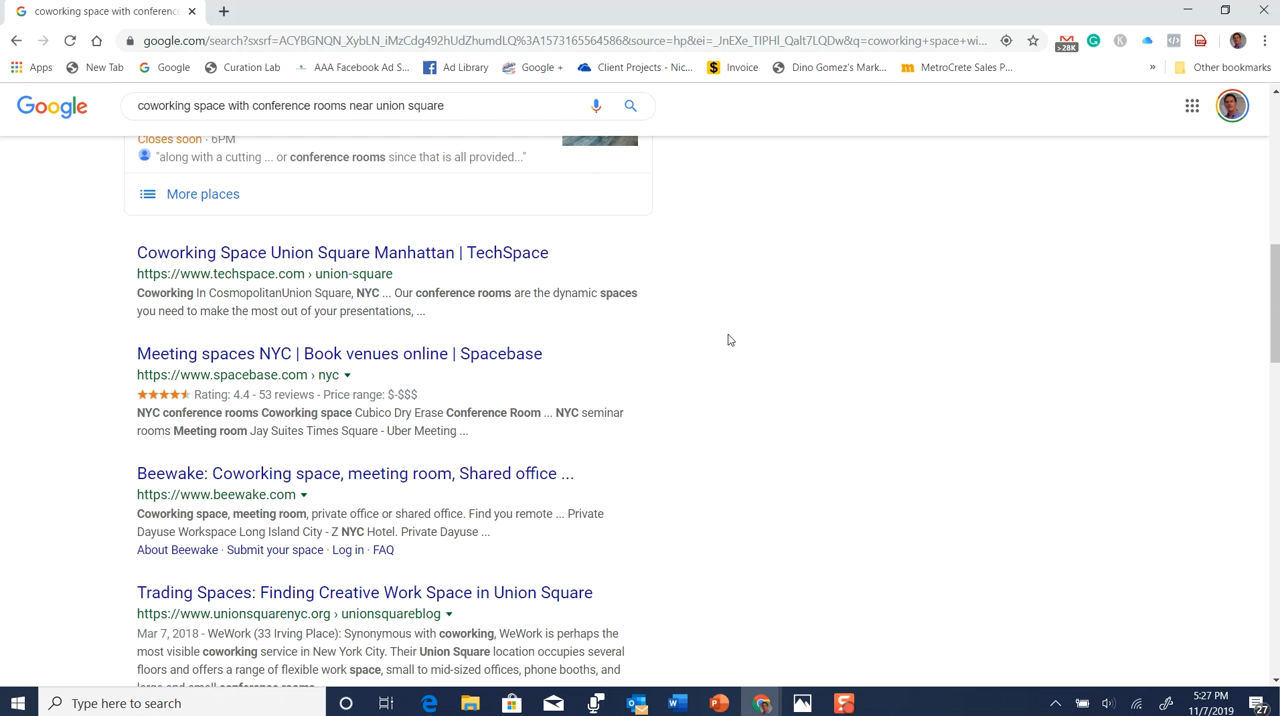 coworking space with conference
google.com/search?sxsrf=ACYBGNQN_XybLN_iMzCdg492hUdZhumdLQ%3A1573165564586&source=hp&ei=_JnEXe_TIPHl_Qalt7LQDw&q=coworking+space+wi...
>28K
Apps New Tab Google Curation Lab AAA Facebook Ad S... Ad Library Google + Client Projects - Nic... Invoice Dino Gomez's Mark... MetroCrete Sales P... » Other bookmarks
Google coworking space with conference rooms near union square
Closes soon · 6PM
"along with a cutting ... or conference rooms since that is all provided..."
More places
Coworking Space Union Square Manhattan | TechSpace
https://www.techspace.com › union-square
Coworking In CosmopolitanUnion Square, NYC ... Our conference rooms are the dynamic spaces
you need to make the most out of your presentations, ...
Meeting spaces NYC | Book venues online | Spacebase
https://www.spacebase.com › nyc
Rating: 4.4 - 53 reviews - Price range: $-$$$
NYC conference rooms Coworking space Cubico Dry Erase Conference Room ... NYC seminar
rooms Meeting room Jay Suites Times Square - Uber Meeting ...
Beewake: Coworking space, meeting room, Shared office ...
https://www.beewake.com
Coworking space, meeting room, private office or shared office. Find you remote ... Private
Dayuse Workspace Long Island City - Z NYC Hotel. Private Dayuse ...
About Beewake · Submit your space · Log in · FAQ
Trading Spaces: Finding Creative Work Space in Union Square
https://www.unionsquarenyc.org › unionsquareblog
Mar 7, 2018 - WeWork (33 Irving Place): Synonymous with coworking, WeWork is perhaps the
most visible coworking service in New York City. Their Union Square location occupies several
floors and offers a range of flexible work space, small to mid-sized offices, phone booths, and
large and small conference rooms
Type here to search
5:27 PM
11/7/2019
27